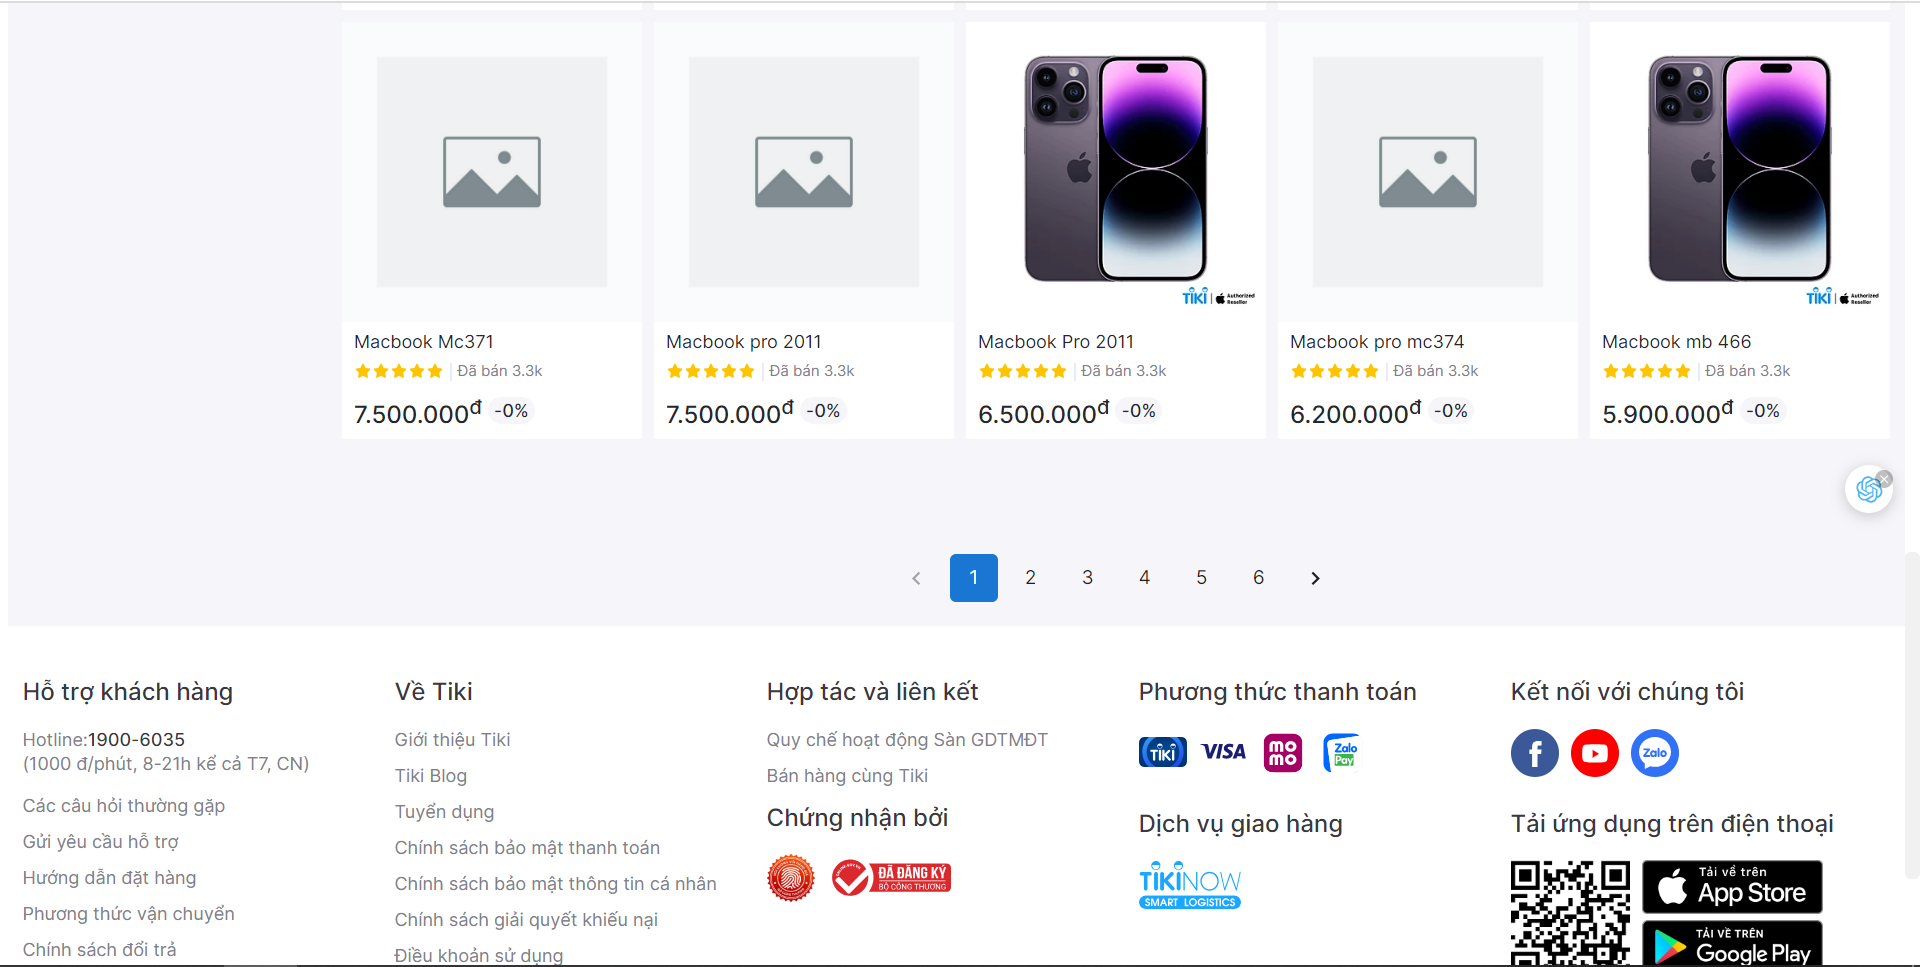 TIKI | Authorized Reseller
TIKI | Authorized Reseller
Macbook Mc371
Đã bán 3.3k
7.500.000đ -0%
Macbook pro 2011
Đã bán 3.3k
7.500.000đ -0%
Macbook Pro 2011
Đã bán 3.3k
6.500.000đ -0%
Macbook pro mc374
Đã bán 3.3k
6.200.000đ -0%
Macbook mb 466
Đã bán 3.3k
5.900.000đ -0%
1 2 3 4 5 6
Hỗ trợ khách hàng
Hotline:1900-6035
(1000 đ/phút, 8-21h kể cả T7, CN)
Các câu hỏi thường gặp
Gửi yêu cầu hỗ trợ
Hướng dẫn đặt hàng
Phương thức vận chuyển
Chính sách đổi trả
Về Tiki
Giới thiệu Tiki
Tiki Blog
Tuyển dụng
Chính sách bảo mật thanh toán
Chính sách bảo mật thông tin cá nhân
Chính sách giải quyết khiếu nại
Điều khoản sử dụng
Hợp tác và liên kết
Quy chế hoạt động Sàn GDTMĐT
Bán hàng cùng Tiki
Chứng nhận bởi
ĐÃ ĐĂNG KÝ
BỘ CÔNG THƯƠNG
Phương thức thanh toán
TIKI
VISA
mo
mo
Zalo
Pay
Dịch vụ giao hàng
TIKINOW
SMART LOGISTICS
Kết nối với chúng tôi
Zalo
Tải ứng dụng trên điện thoại
Tải về trên
App Store
TẢI VỀ TRÊN
Google Play